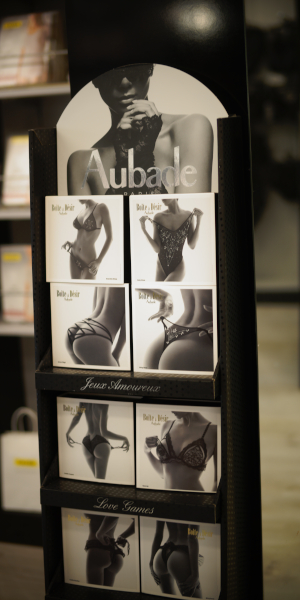 Aubade
PARIS
Boîte à Désir
Boîte à Désir
Boîte à Désir
Boîte à Désir
Jeux Amoureux
Boîte à Désir
Boîte à Désir
Love Games